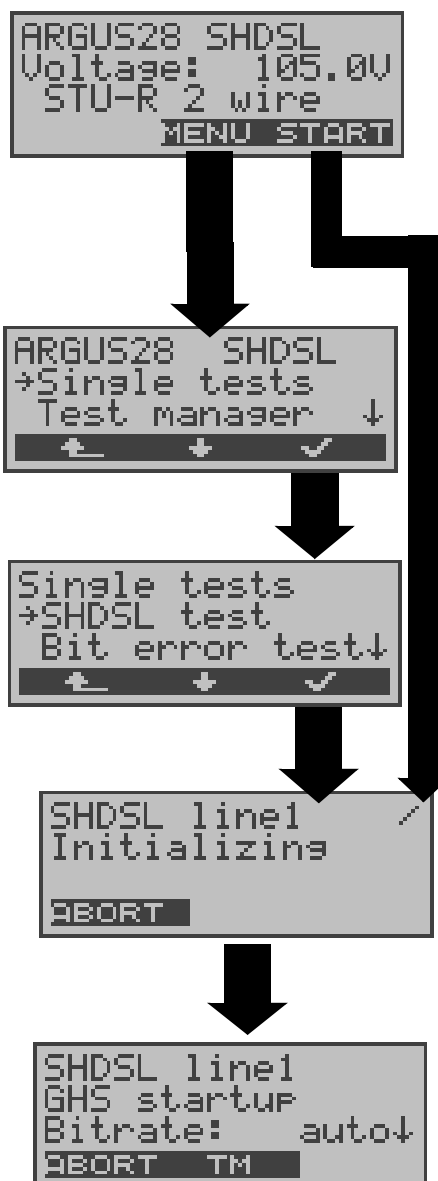 ARGUS28 SHDSL
Voltage: 105.0V
STU-R 2 wire
MENU START
ARGUS28 SHDSL
→Single tests
Test manager ↓
Single tests
→SHDSL test
Bit error test↓
SHDSL line1
Initializing
ABORT
SHDSL line1
GHS startup
Bitrate: auto↓
ABORT TM